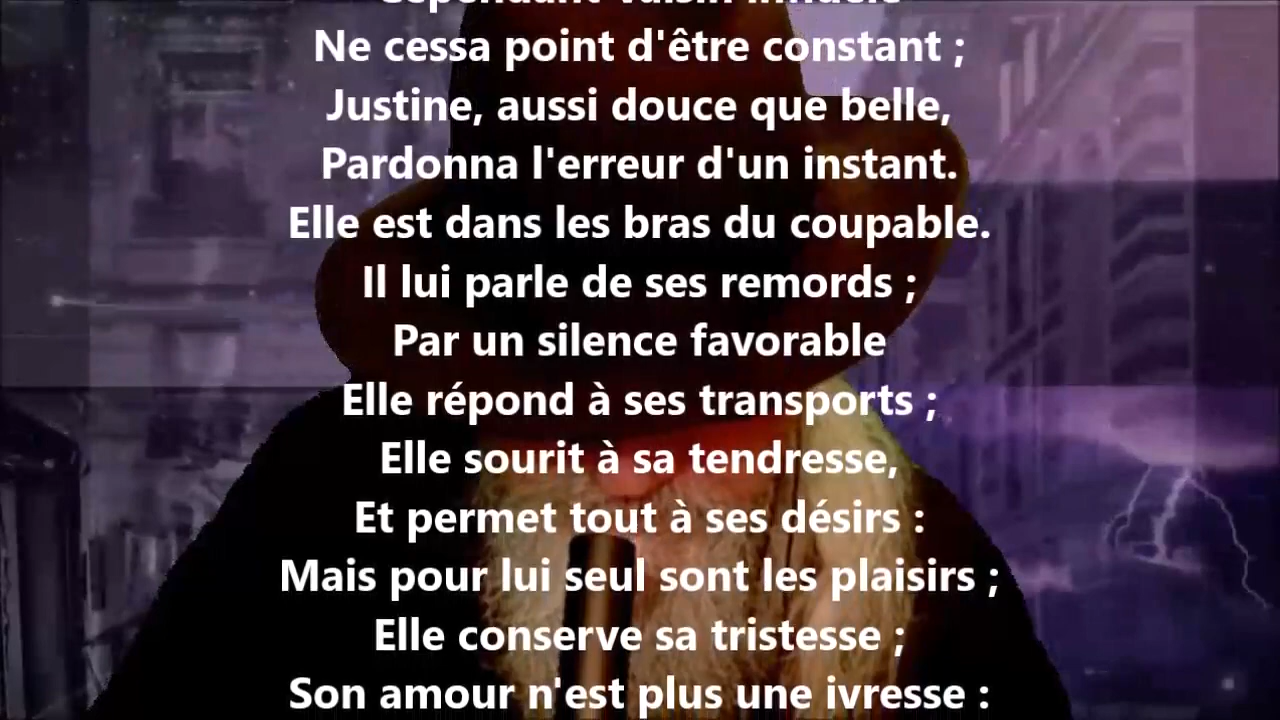 Cependant Valsin infidèle
Ne cessa point d'être constant ;
Justine, aussi douce que belle,
Pardonna l'erreur d'un instant.
Elle est dans les bras du coupable.
Il lui parle de ses remords ;
Par un silence favorable
Elle répond à ses transports ;
Elle sourit à sa tendresse,
Et permet tout à ses désirs :
Mais pour lui seul sont les plaisirs ;
Elle conserve sa tristesse ;
Son amour n'est plus une ivresse :